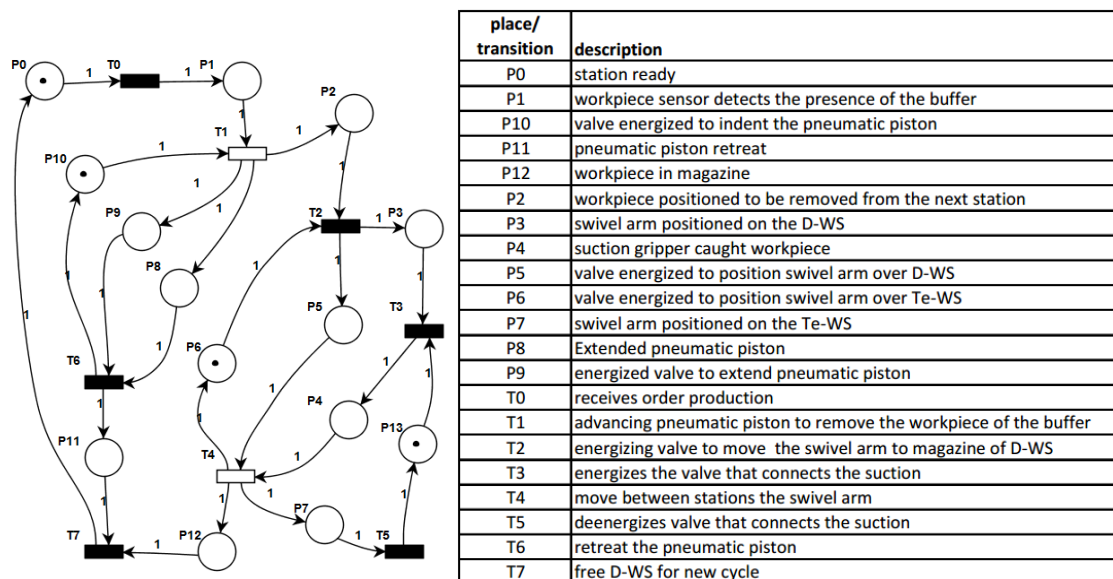 P0
1
T0
1
P1
1
T1
1
P2
1
P10
1
1
1
P9
P8
1
T2
1
P3
1
1
1
1
1
P5
T3
1
P6
1
1
T6
1
1
P4
1
P13
1
P11
1
1
T4
1
1
1
1
P7
T7
1
P12
1
T5
place/ transition description
P0 station ready
P1 workpiece sensor detects the presence of the buffer
P10 valve energized to indent the pneumatic piston
P11 pneumatic piston retreat
P12 workpiece in magazine
P2 workpiece positioned to be removed from the next station
P3 swivel arm positioned on the D-WS
P4 suction gripper caught workpiece
P5 valve energized to position swivel arm over D-WS
P6 valve energized to position swivel arm over Te-WS
P7 swivel arm positioned on the Te-WS
P8 Extended pneumatic piston
P9 energized valve to extend pneumatic piston
T0 receives order production
T1 advancing pneumatic piston to remove the workpiece of the buffer
T2 energizing valve to move the swivel arm to magazine of D-WS
T3 energizes the valve that connects the suction
T4 move between stations the swivel arm
T5 deenergizes valve that connects the suction
T6 retreat the pneumatic piston
T7 free D-WS for new cycle